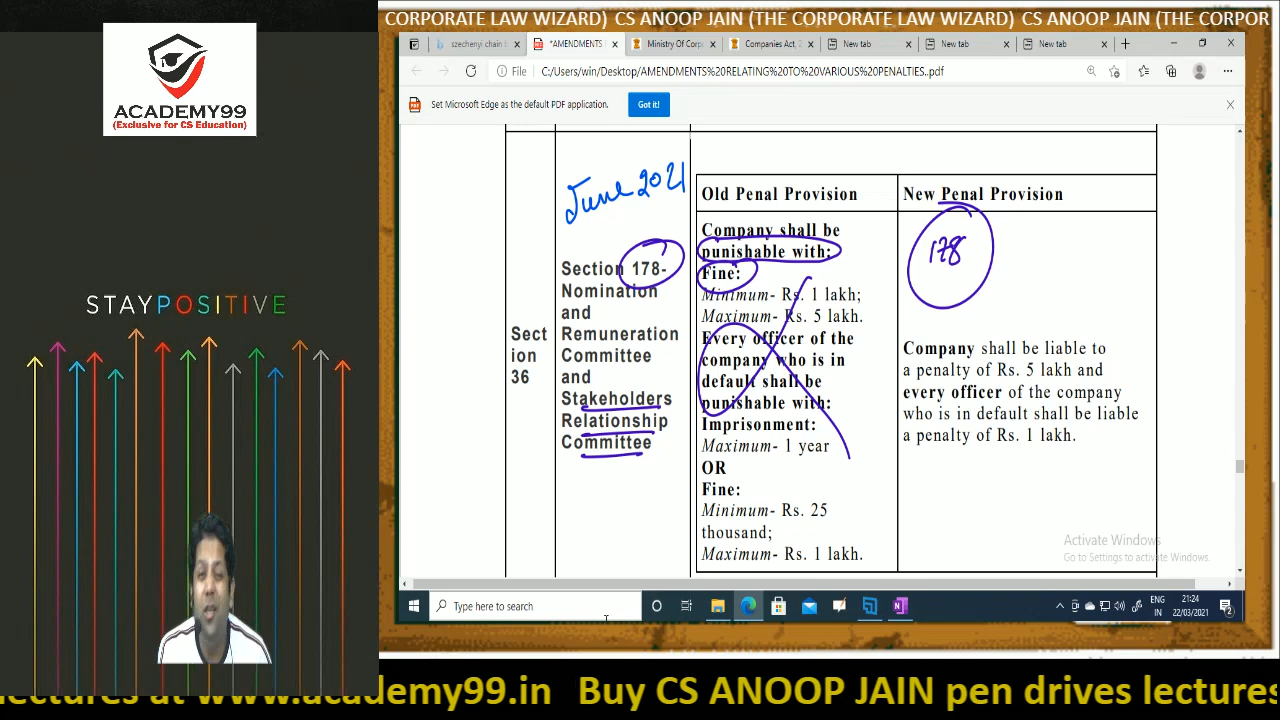 CORPORATE LAW WIZARD) CS ANOOP JAIN (THE CORPORATE LAW WIZARD) CS ANOOP JAIN (THE CORPOR
ACADEMY99
(Exclusive for CS Education)
STAYPOSITIVE
szechenyi chain
*AMENDMENTS
Ministry Of Corp
Companies Act, 2
New tab
New tab
New tab
File
C:/Users/win/Desktop/AMENDMENTS%20RELATING%20TO%20VARIOUS%20PENALTIES..pdf
Set Microsoft Edge as the default PDF application.
Got it!
Sect
ion
36
June 2021
Section 178-
Nomination
and
Remuneration
Committee
and
Stakeholders
Relationship
Committee
Old Penal Provision
Company shall be
punishable with:
Fine:
Minimum- Rs. 1 lakh;
Maximum- Rs. 5 lakh.
Every officer of the
company who is in
default shall be
punishable with:
Imprisonment:
Maximum- 1 year
OR
Fine:
Minimum- Rs. 25
thousand;
Maximum- Rs. 1 lakh.
New Penal Provision
178
Company shall be liable to
a penalty of Rs. 5 lakh and
every officer of the company
who is in default shall be liable
a penalty of Rs. 1 lakh.
Activate Windows
Go to Settings to activate Windows.
Type here to search
ENG
IN
21:24
22/03/2021
2
lectures at www.academy99.in Buy CS ANOOP JAIN pen drives lectures